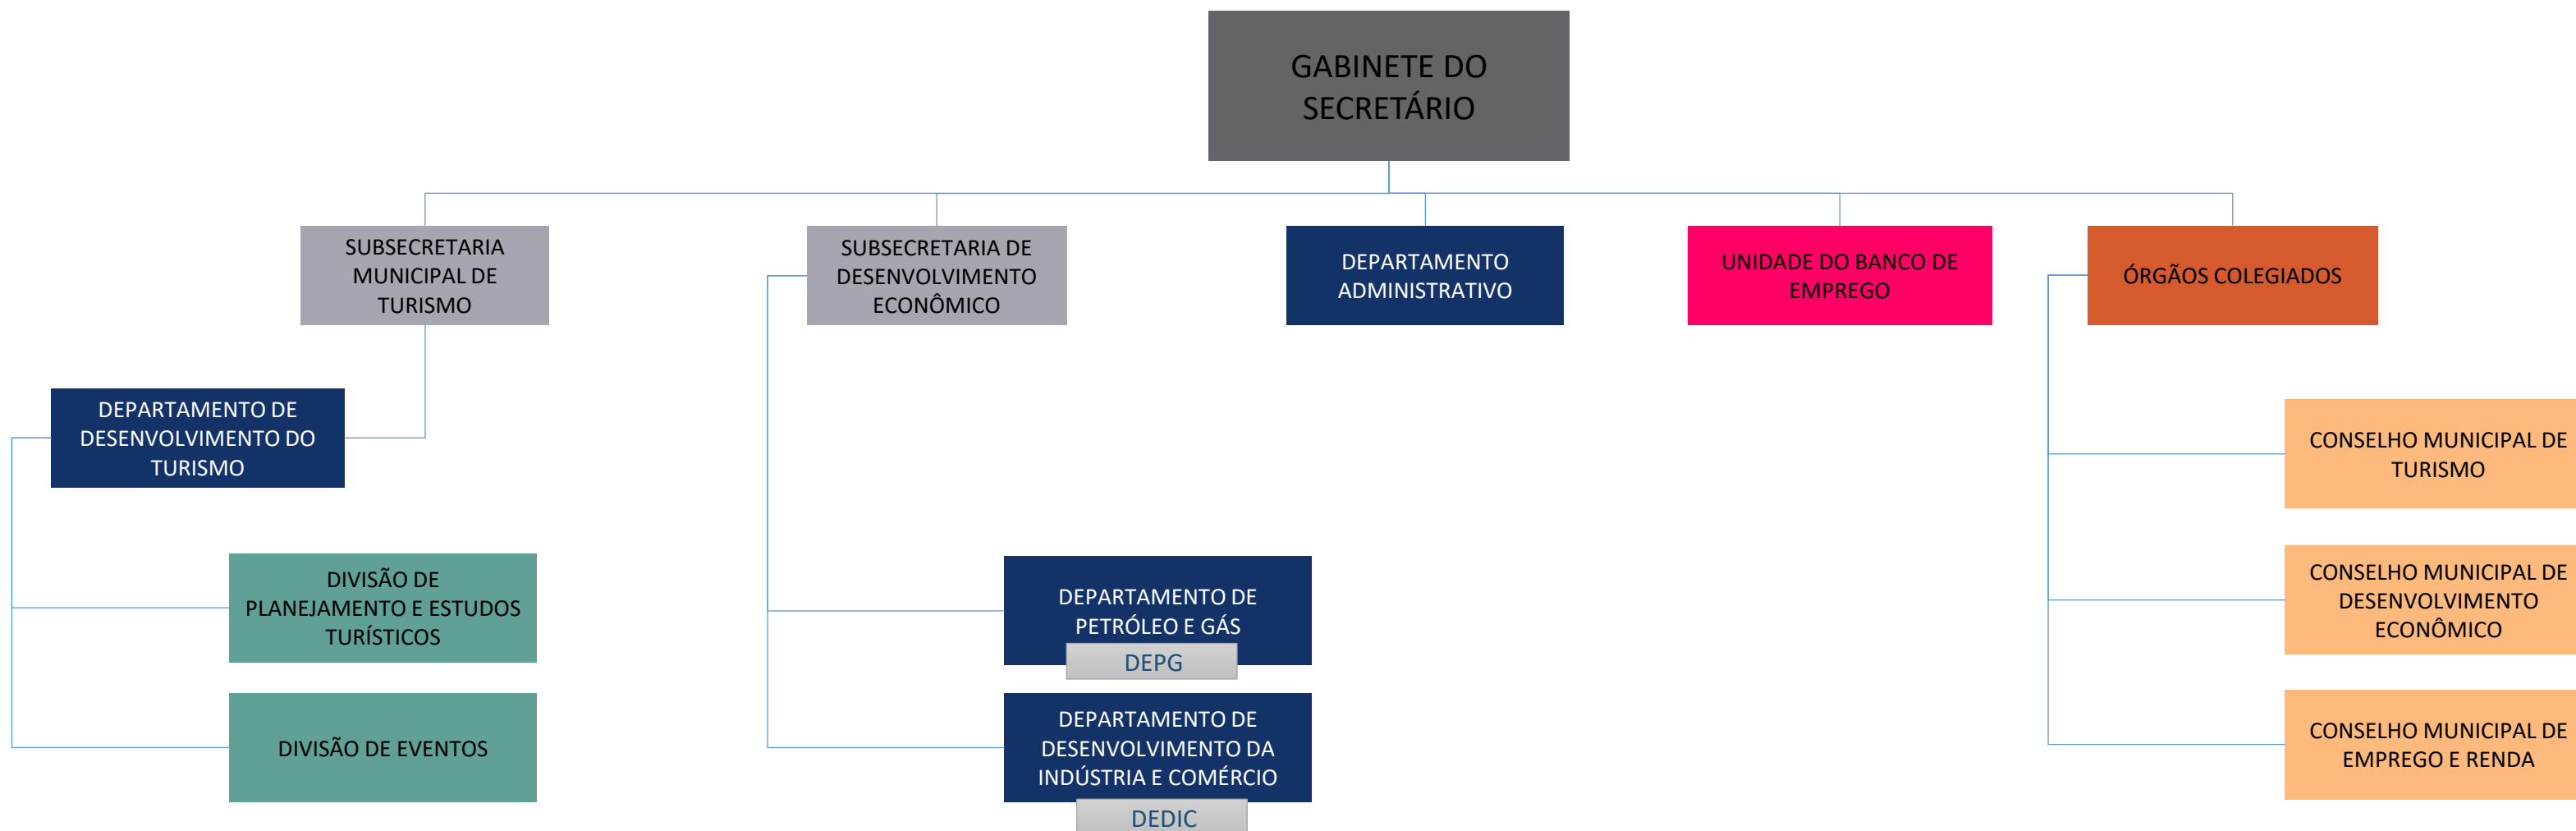 GABINETE DO
SECRETÁRIO
SUBSECRETARIA
MUNICIPAL DE
TURISMO
SUBSECRETARIA DE
DESENVOLVIMENTO
ECONÔMICO
DEPARTAMENTO
ADMINISTRATIVO
UNIDADE DO BANCO DE
EMPREGO
ÓRGÃOS COLEGIADOS
DEPARTAMENTO DE
DESENVOLVIMENTO DO
TURISMO
DIVISÃO DE
PLANEJAMENTO E ESTUDOS
TURÍSTICOS
DIVISÃO DE EVENTOS
DEPARTAMENTO DE
PETRÓLEO E GÁS
DEPG
DEPARTAMENTO DE
DESENVOLVIMENTO DA
INDÚSTRIA E COMÉRCIO
DEDIC
CONSELHO MUNICIPAL DE
TURISMO
CONSELHO MUNICIPAL DE
DESENVOLVIMENTO
ECONÔMICO
CONSELHO MUNICIPAL DE
EMPREGO E RENDA